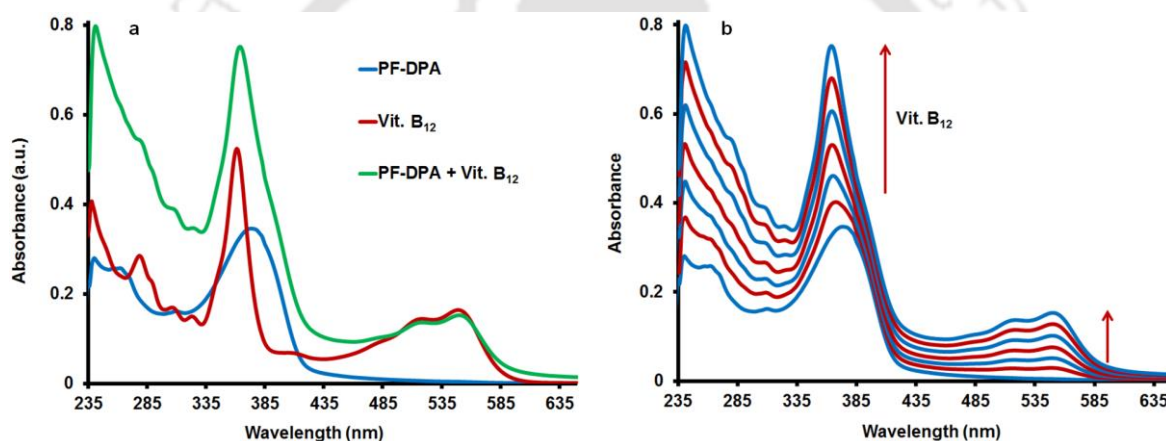 a
0.8
0.6
0.4
0.2
0
Absorbance (a.u.)
PF-DPA
Vit. B₁₂
PF-DPA + Vit. B₁₂
235 285 335 385 435 485 535 585 635
Wavelength (nm)
b
0.8
0.6
0.4
0.2
0
Absorbance
Vit. B₁₂
235 285 335 385 435 485 535 585 635
Wavelength (nm)